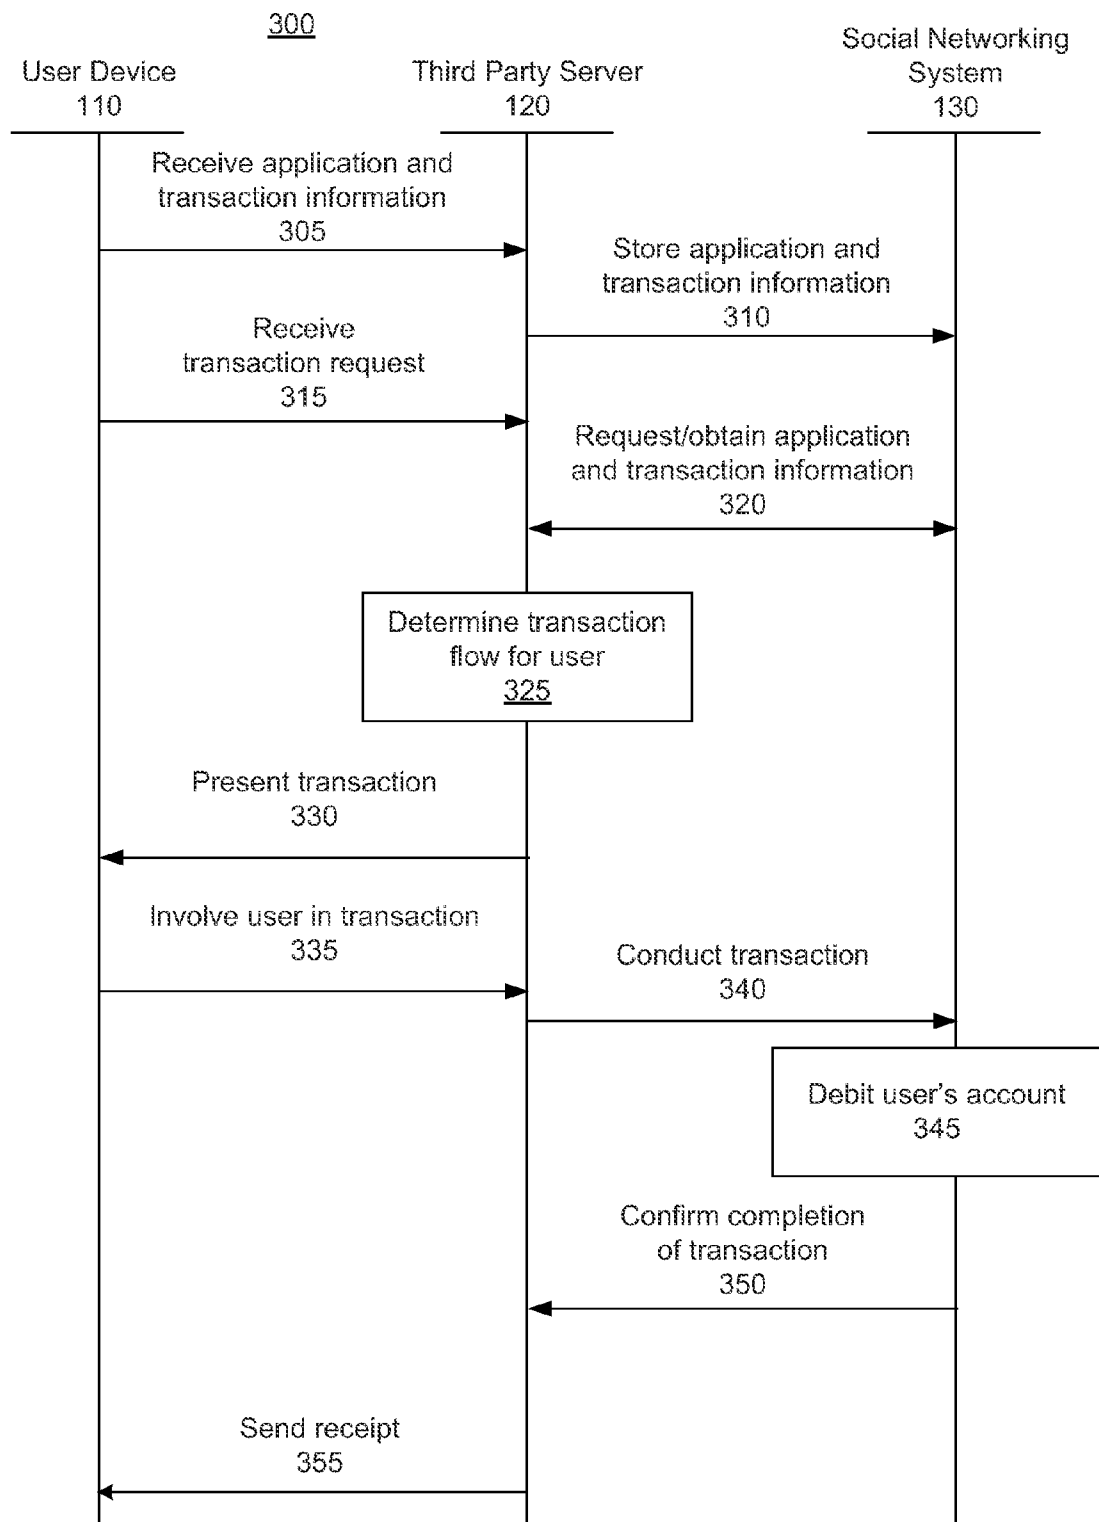 300
User Device
110
Third Party Server
120
Social Networking
System
130
Receive application and
transaction information
305
Store application and
transaction information
310
Receive
transaction request
315
Request/obtain application
and transaction information
320
Determine transaction
flow for user
325
Present transaction
330
Involve user in transaction
335
Conduct transaction
340
Debit user's account
345
Confirm completion
of transaction
350
Send receipt
355